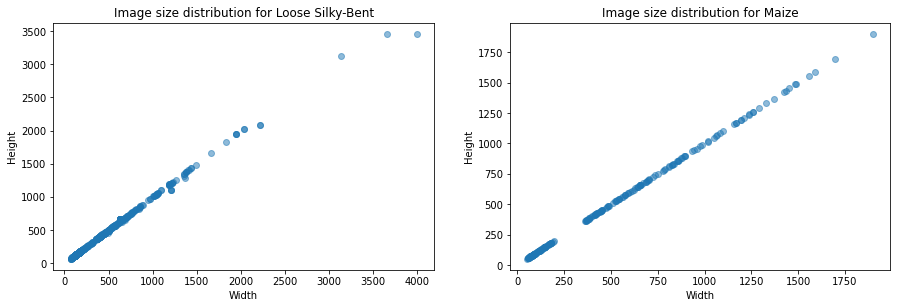 Image size distribution for Loose Silky-Bent
3500
3000
2500
2000
1500
1000
500
0
Height
0 500 1000 1500 2000 2500 3000 3500 4000
Width
Image size distribution for Maize
1750
1500
1250
1000
750
500
250
0
Height
0 250 500 750 1000 1250 1500 1750
Width